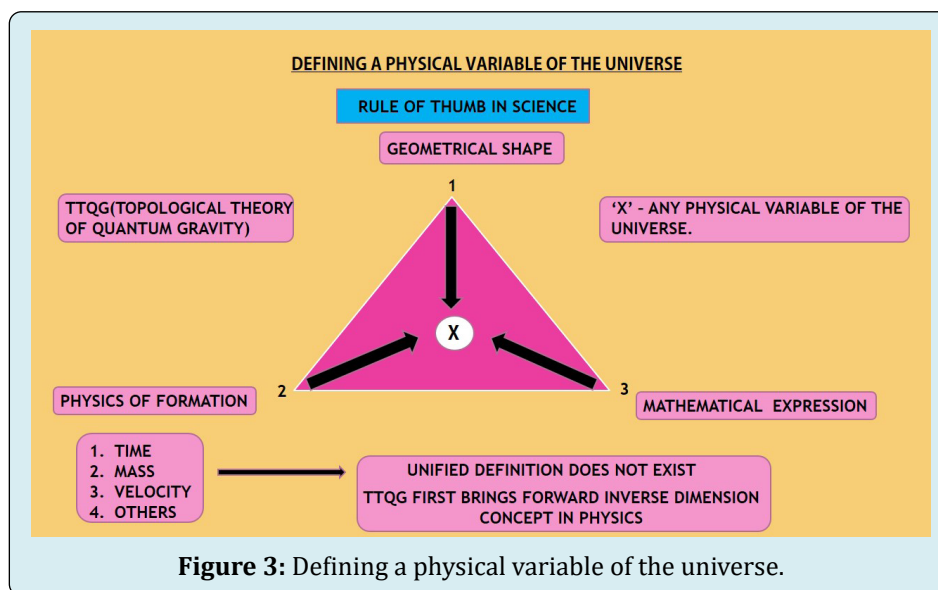 DEFINING A PHYSICAL VARIABLE OF THE UNIVERSE
RULE OF THUMB IN SCIENCE
GEOMETRICAL SHAPE
1
TTQG(TOPOLOGICAL THEORY
OF QUANTUM GRAVITY)
‘X’ - ANY PHYSICAL VARIABLE OF THE
UNIVERSE.
X
PHYSICS OF FORMATION
2
3
MATHEMATICAL EXPRESSION
1. TIME
2. MASS
3. VELOCITY
4. OTHERS
UNIFIED DEFINITION DOES NOT EXIST
TTQG FIRST BRINGS FORWARD INVERSE DIMENSION
CONCEPT IN PHYSICS
Figure 3: Defining a physical variable of the universe.